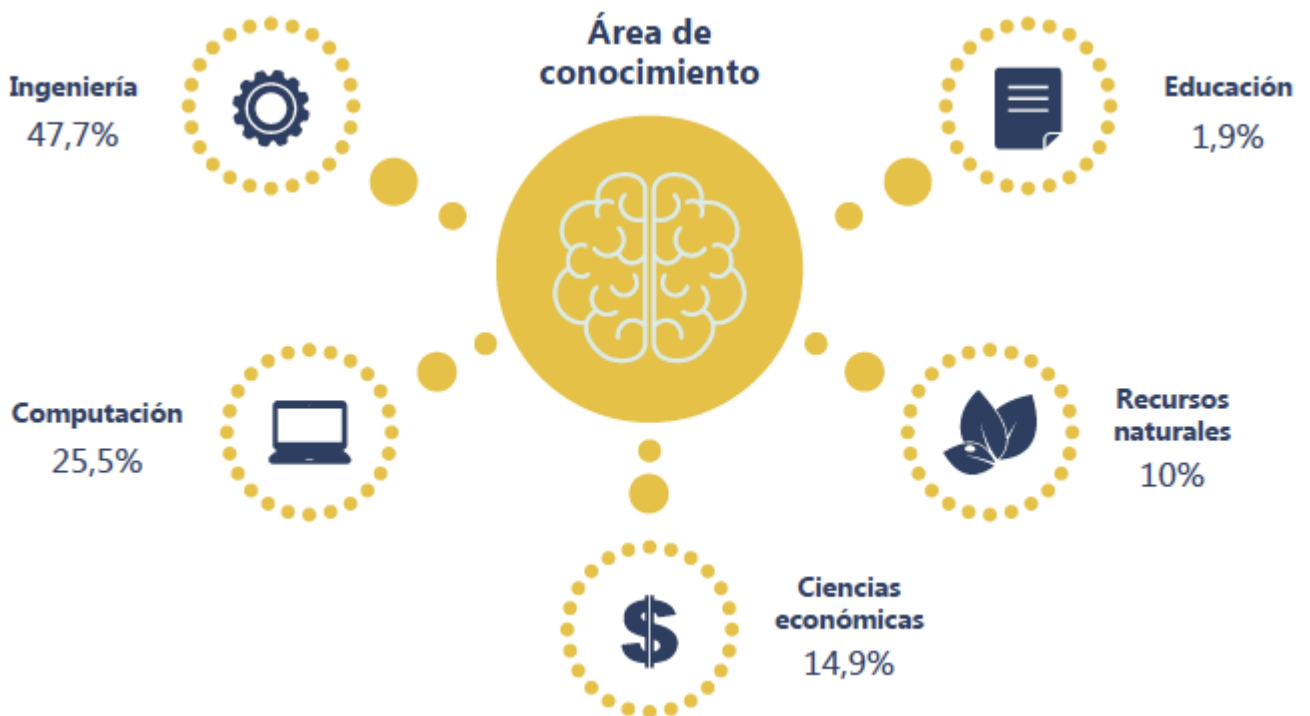 Área de
conocimiento
Ingeniería
47,7%
Educación
1,9%
Computación
25,5%
Recursos
naturales
10%
Ciencias
económicas
14,9%